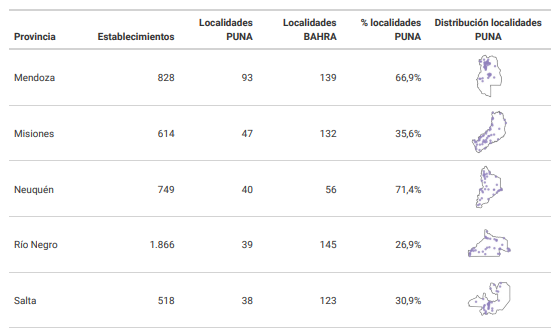 Provincia Establecimientos Localidades PUNA Localidades BAHRA % localidades PUNA Distribución localidades PUNA
Mendoza 828 93 139 66,9%
Misiones 614 47 132 35,6%
Neuquén 749 40 56 71,4%
Río Negro 1.866 39 145 26,9%
Salta 518 38 123 30,9%